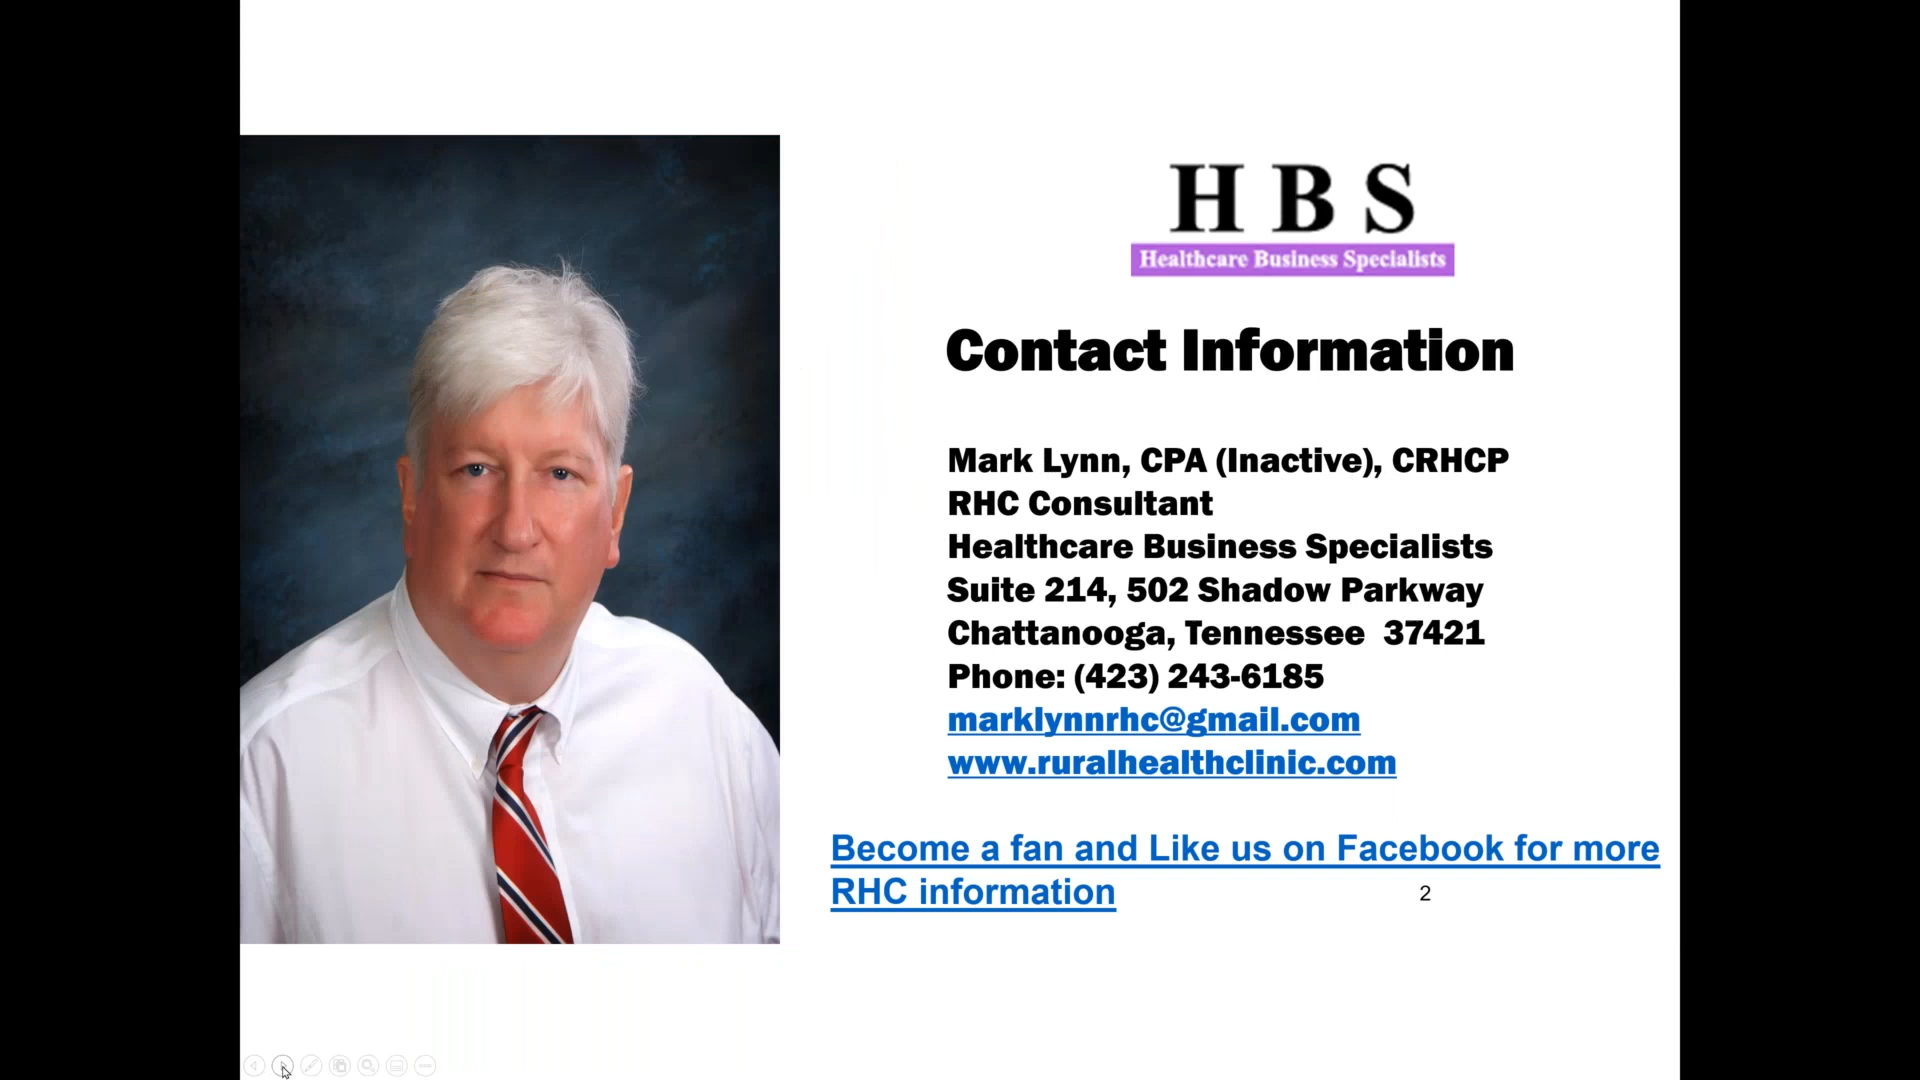 H B S
Healthcare Business Specialists
Contact Information
Mark Lynn, CPA (Inactive), CRHCP
RHC Consultant
Healthcare Business Specialists
Suite 214, 502 Shadow Parkway
Chattanooga, Tennessee  37421
Phone: (423) 243-6185
marklynnrhc@gmail.com
www.ruralhealthclinic.com
Become a fan and Like us on Facebook for more
RHC information
2